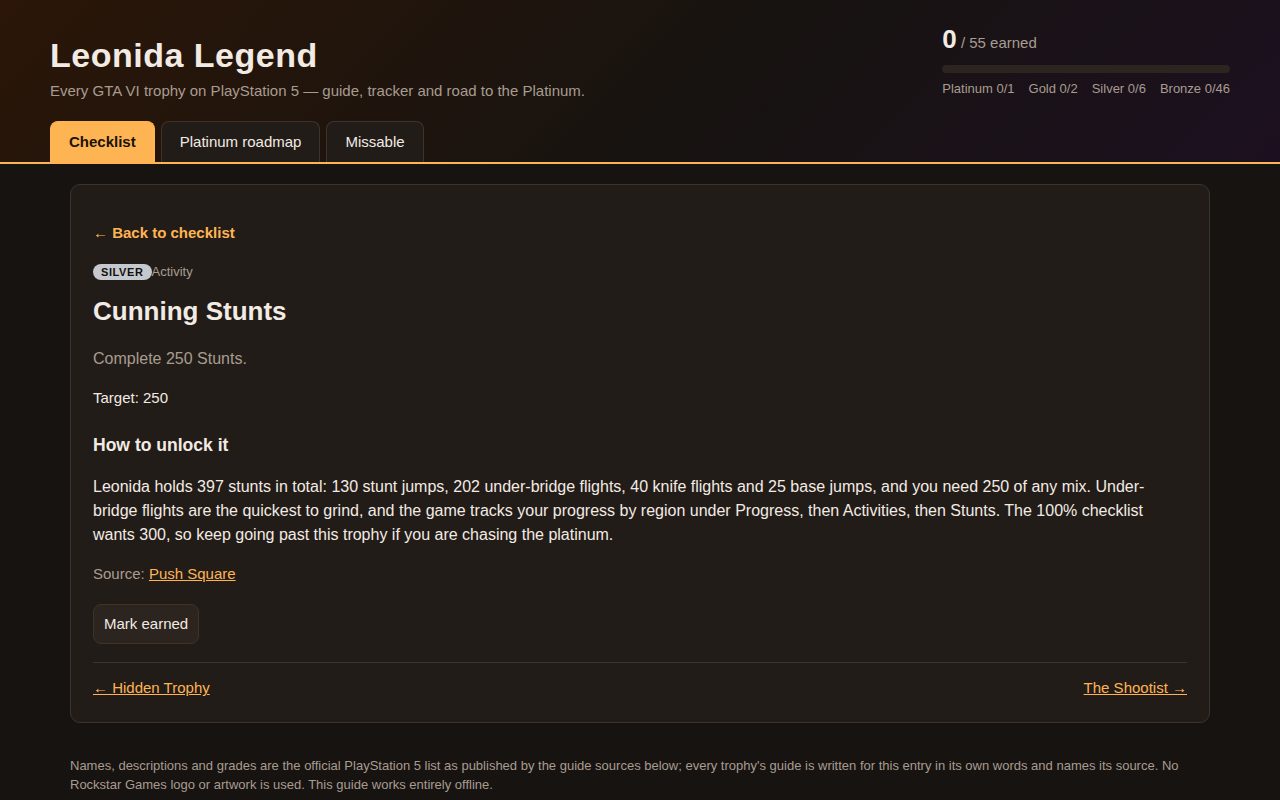 Leonida Legend
Every GTA VI trophy on PlayStation 5 — guide, tracker and road to the Platinum.
0 / 55 earned
Platinum 0/1 Gold 0/2 Silver 0/6 Bronze 0/46
Checklist
Platinum roadmap
Missable
← Back to checklist
SILVER Activity
Cunning Stunts
Complete 250 Stunts.
Target: 250
How to unlock it
Leonida holds 397 stunts in total: 130 stunt jumps, 202 under-bridge flights, 40 knife flights and 25 base jumps, and you need 250 of any mix. Under-
bridge flights are the quickest to grind, and the game tracks your progress by region under Progress, then Activities, then Stunts. The 100% checklist
wants 300, so keep going past this trophy if you are chasing the platinum.
Source: Push Square
Mark earned
← Hidden Trophy
The Shootist →
Names, descriptions and grades are the official PlayStation 5 list as published by the guide sources below; every trophy's guide is written for this entry in its own words and names its source. No
Rockstar Games logo or artwork is used. This guide works entirely offline.